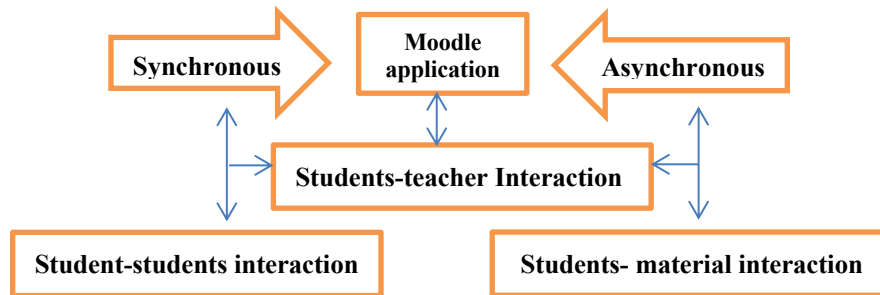 Synchronous
Moodle
application
Asynchronous
Students-teacher Interaction
Student-students interaction
Students- material interaction